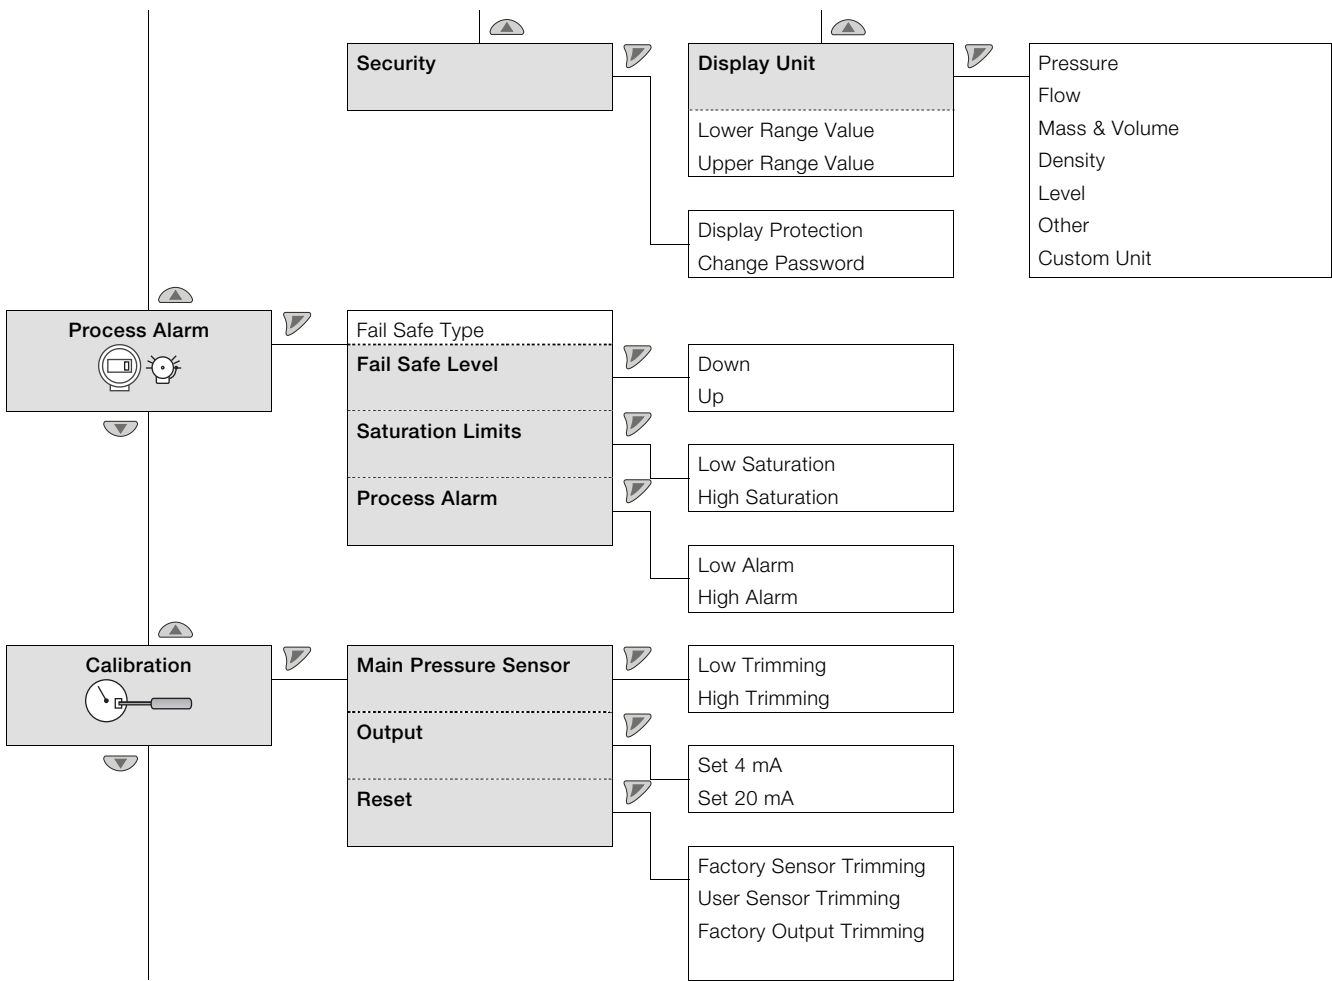 Security
Display Unit
Lower Range Value
Upper Range Value
Pressure
Flow
Mass & Volume
Density
Level
Other
Custom Unit
Display Protection
Change Password
Process Alarm
Fail Safe Type
Fail Safe Level
Saturation Limits
Process Alarm
Down
Up
Low Saturation
High Saturation
Low Alarm
High Alarm
Calibration
Main Pressure Sensor
Output
Reset
Low Trimming
High Trimming
Set 4 mA
Set 20 mA
Factory Sensor Trimming
User Sensor Trimming
Factory Output Trimming